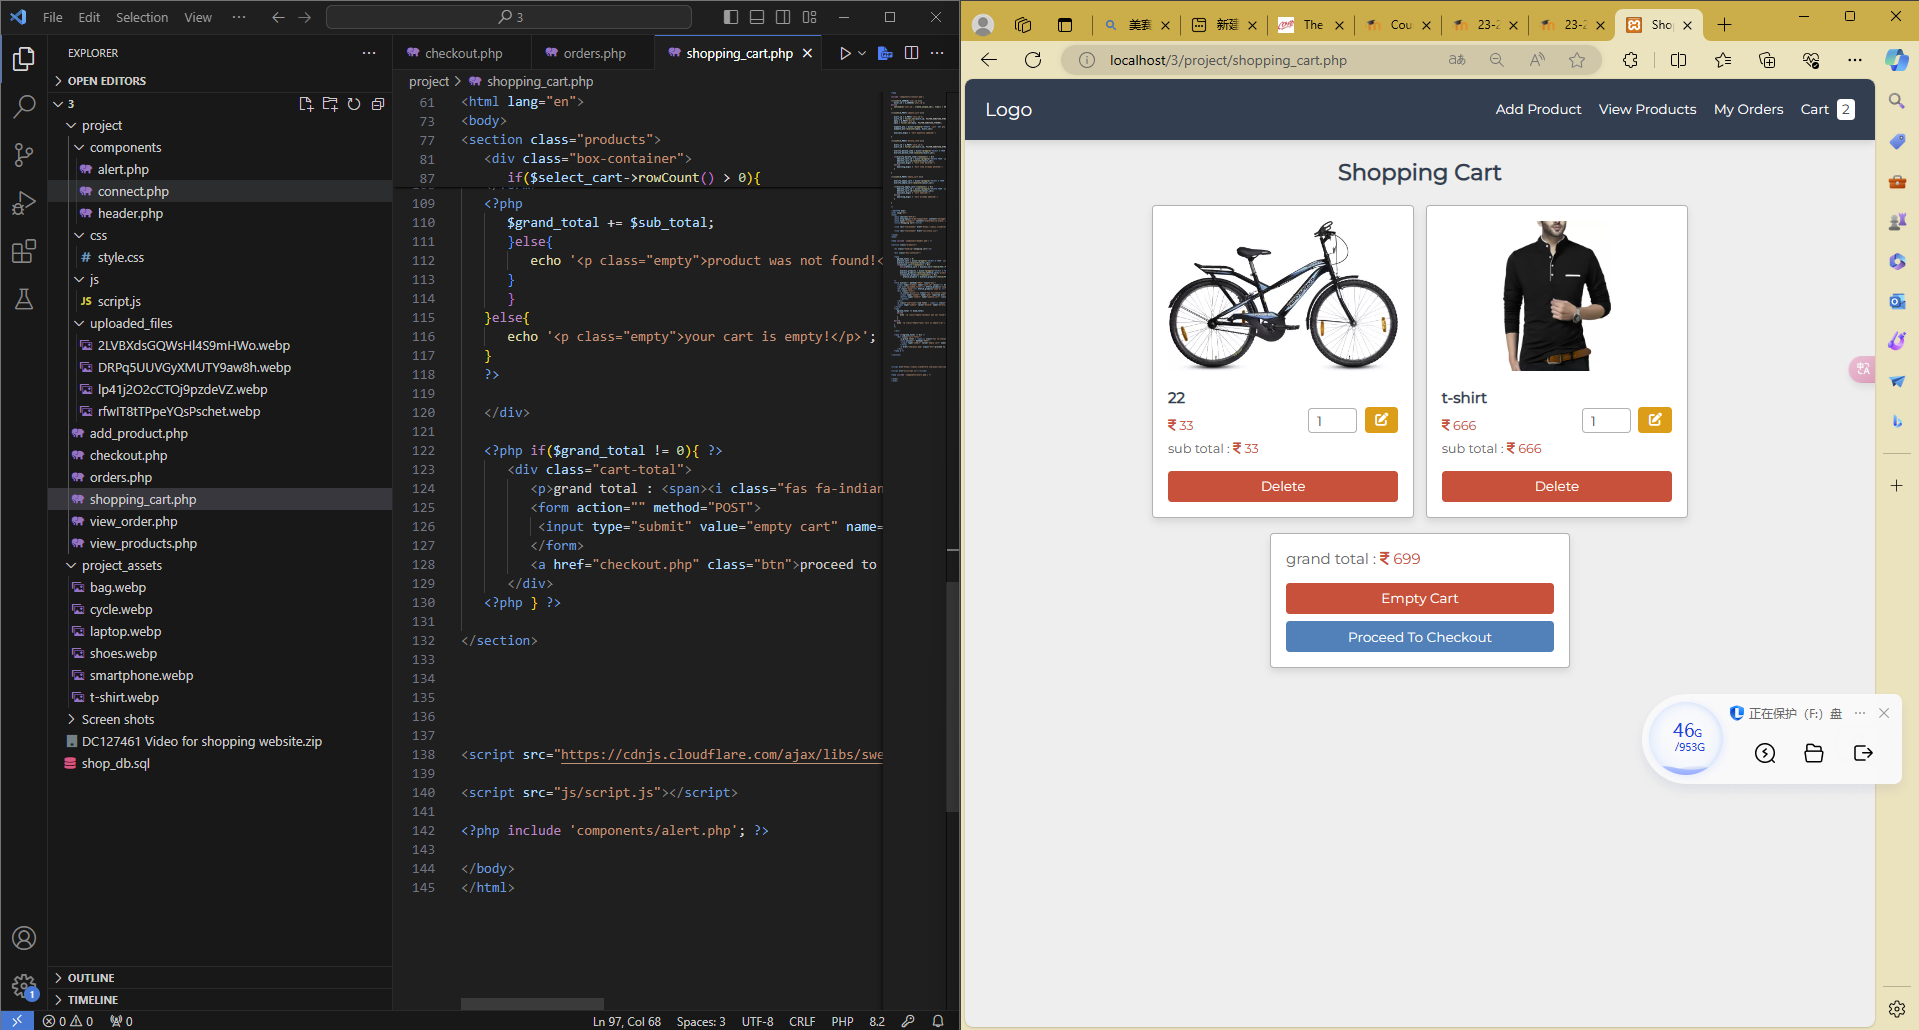 File Edit Selection View ··· 3
EXPLORER
OPEN EDITORS
3
project
components
alert.php
connect.php
header.php
css
# style.css
js
JS script.js
uploaded_files
2LVBXdsGQWsHl4S9mHWo.webp
DRPq5UUVGyXMUTY9aw8h.webp
lp41j2O2cCTOj9pzdeVZ.webp
rfwIT8tTPpeYQsPschet.webp
add_product.php
checkout.php
orders.php
shopping_cart.php
view_order.php
view_products.php
project_assets
bag.webp
cycle.webp
laptop.webp
shoes.webp
smartphone.webp
t-shirt.webp
Screen shots
DC127461 Video for shopping website.zip
shop_db.sql
OUTLINE
TIMELINE
1
checkout.php orders.php shopping_cart.php
project > shopping_cart.php
61 <html lang="en">
73 <body>
77 <section class="products">
81 <div class="box-container">
87 if($select_cart->rowCount() > 0){
109 <?php
110 $grand_total += $sub_total;
111 }else{
112 echo '<p class="empty">product was not found!<
113 }
114 }
115 }else{
116 echo '<p class="empty">your cart is empty!</p>';
117 }
118 ?>
119
120 </div>
121
122 <?php if($grand_total != 0){ ?>
123 <div class="cart-total">
124 <p>grand total : <span><i class="fas fa-indian
125 <form action="" method="POST">
126 <input type="submit" value="empty cart" name=
127 </form>
128 <a href="checkout.php" class="btn">proceed to
129 </div>
130 <?php } ?>
131
132 </section>
133
134
135
136
137
138 <script src="https://cdnjs.cloudflare.com/ajax/libs/swe
139
140 <script src="js/script.js"></script>
141
142 <?php include 'components/alert.php'; ?>
143
144 </body>
145 </html>
0 0 0 Ln 97, Col 68 Spaces: 3 UTF-8 CRLF PHP 8.2
新建 The Cou 23-2 23-2 Sho
localhost/3/project/shopping_cart.php
Logo Add Product View Products My Orders Cart 2
Shopping Cart
22
₹ 33
1
sub total : ₹ 33
Delete
t-shirt
₹ 666
1
sub total : ₹ 666
Delete
grand total : ₹ 699
Empty Cart
Proceed To Checkout
46G
/953G
正在保护 (F:) 盘 ···